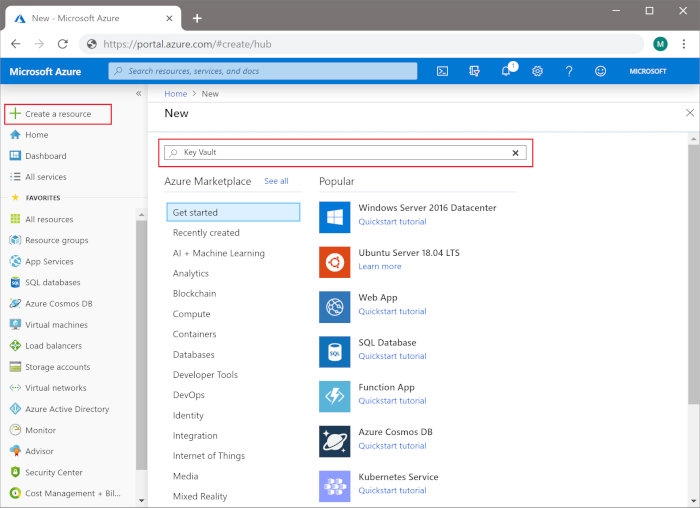 New - Microsoft Azure
https://portal.azure.com/#create/hub
M
Microsoft Azure
Search resources, services, and docs
1
MICROSOFT
Create a resource
Home
Dashboard
All services
FAVORITES
All resources
Resource groups
App Services
SQL databases
Azure Cosmos DB
Virtual machines
Load balancers
Storage accounts
Virtual networks
Azure Active Directory
Monitor
Advisor
Security Center
Cost Management + Bil...
Home > New
New
Key Vault
Azure Marketplace See all
Get started
Recently created
AI + Machine Learning
Analytics
Blockchain
Compute
Containers
Databases
Developer Tools
DevOps
Identity
Integration
Internet of Things
Media
Mixed Reality
Popular
Windows Server 2016 Datacenter
Quickstart tutorial
Ubuntu Server 18.04 LTS
Learn more
Web App
Quickstart tutorial
SQL Database
Quickstart tutorial
SQL
Function App
Quickstart tutorial
Azure Cosmos DB
Quickstart tutorial
Kubernetes Service
Quickstart tutorial